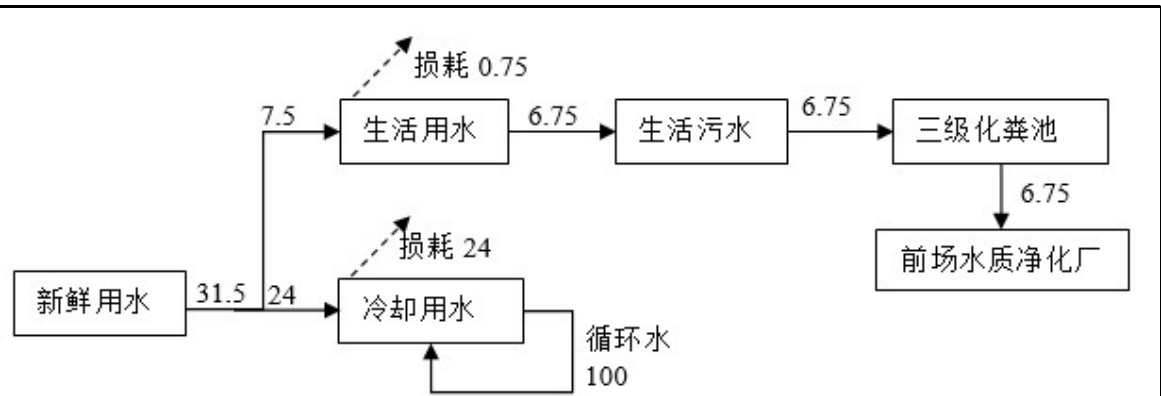 损耗 0.75
7.5
生活用水
6.75
生活污水
6.75
三级化粪池
6.75
前场水质净化厂
损耗 24
新鲜用水
31.5
24
冷却用水
循环水
100